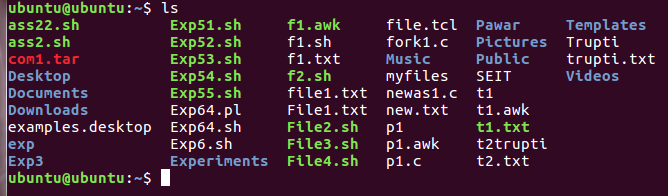 ubuntu@ubuntu:~$ ls
ass22.sh Exp51.sh f1.awk file.tcl Pawar Templates
ass2.sh Exp52.sh f1.sh fork1.c Pictures Trupti
com1.tar Exp53.sh f1.txt Music Public trupti.txt
Desktop Exp54.sh f2.sh myfiles SEIT Videos
Documents Exp55.sh file1.txt newas1.c t1
Downloads Exp64.pl File1.txt new.txt t1.awk
examples.desktop Exp64.sh File2.sh p1 t1.txt
exp Exp6.sh File3.sh p1.awk t2trupti
Exp3 Experiments File4.sh p1.c t2.txt
ubuntu@ubuntu:~$